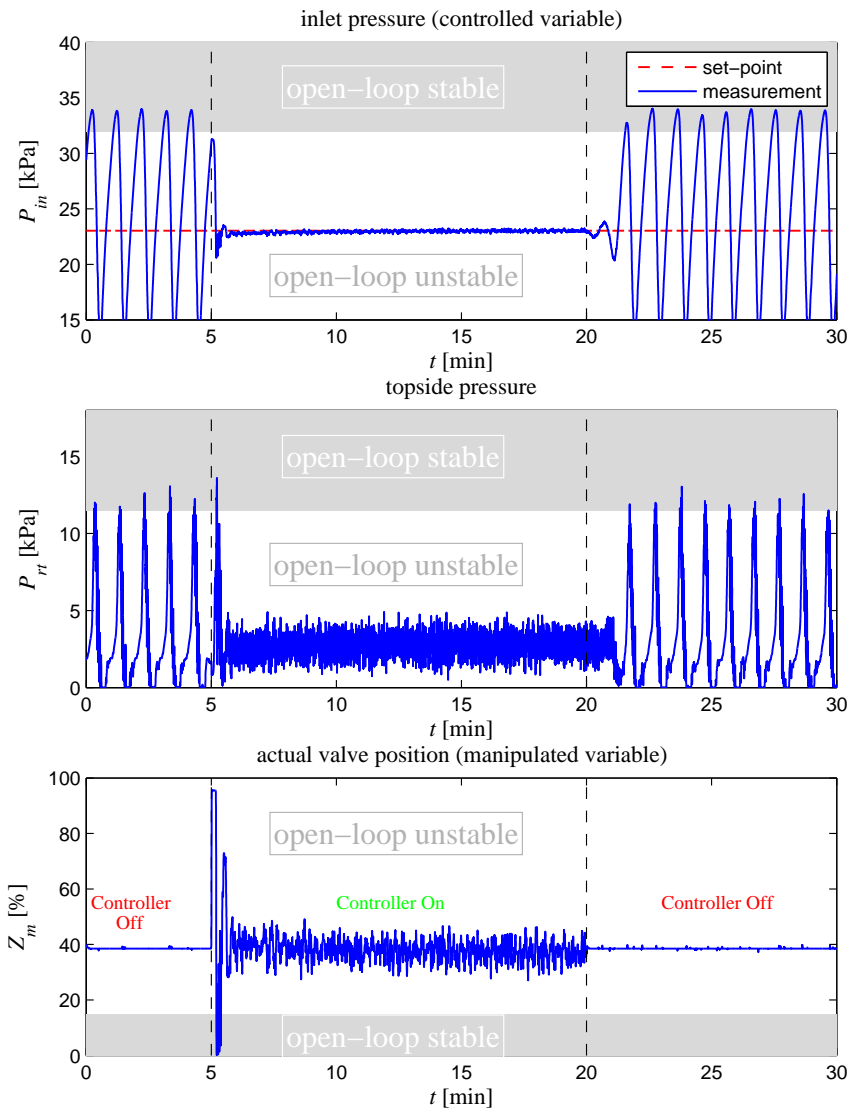 inlet pressure (controlled variable)
40
35
30
25
20
15
P_in [kPa]
open−loop stable
set−point
measurement
open−loop unstable
0 5 10 15 20 25 30
t [min]
topside pressure
15
10
5
0
P_rt [kPa]
open−loop stable
open−loop unstable
0 5 10 15 20 25 30
t [min]
actual valve position (manipulated variable)
100
80
60
40
20
0
Z_m [%]
open−loop unstable
Controller
Off
Controller On
Controller Off
open−loop stable
0 5 10 15 20 25 30
t [min]